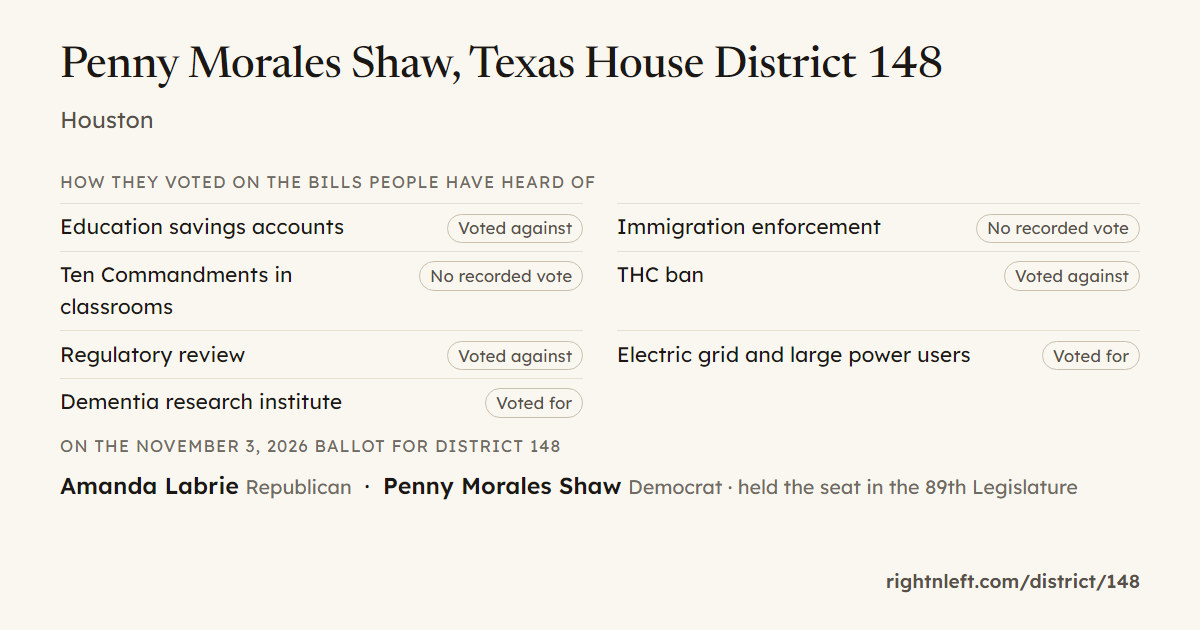 Penny Morales Shaw, Texas House District 148
Houston
HOW THEY VOTED ON THE BILLS PEOPLE HAVE HEARD OF
Education savings accounts Voted against
Immigration enforcement No recorded vote
Ten Commandments in
classrooms No recorded vote
THC ban Voted against
Regulatory review Voted against
Electric grid and large power users Voted for
Dementia research institute Voted for
ON THE NOVEMBER 3, 2026 BALLOT FOR DISTRICT 148
Amanda Labrie Republican · Penny Morales Shaw Democrat · held the seat in the 89th Legislature
rightnleft.com/district/148